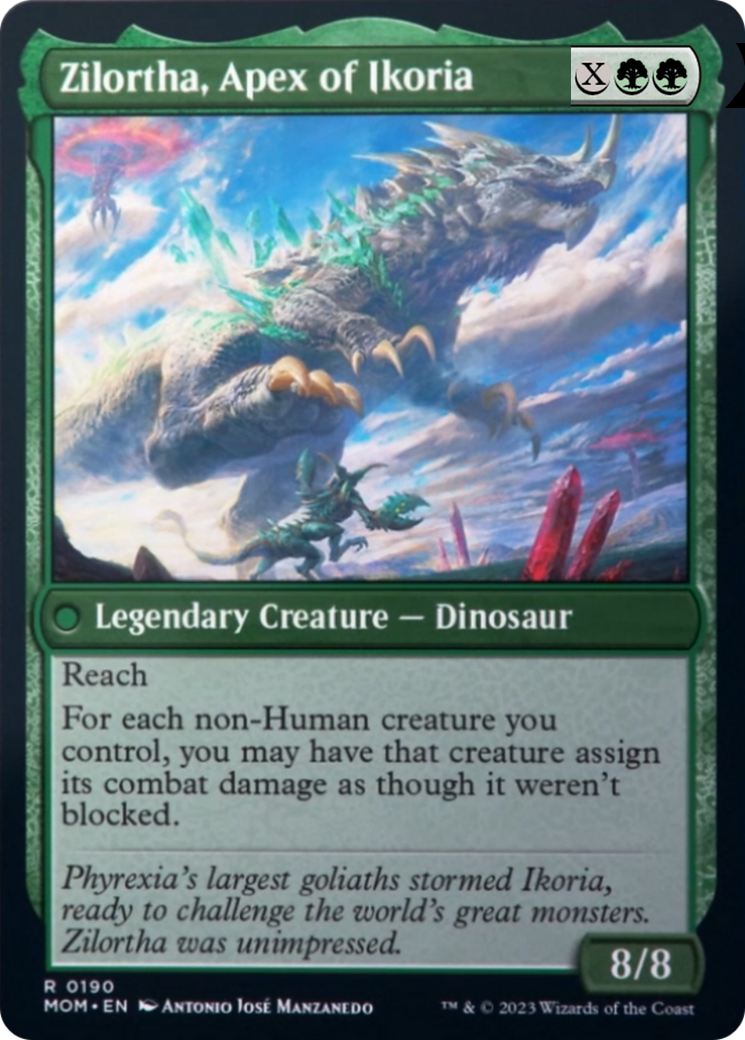 Zilortha, Apex of Ikoria
X
Legendary Creature — Dinosaur
Reach
For each non-Human creature you
control, you may have that creature assign
its combat damage as though it weren't
blocked.
Phyrexia's largest goliaths stormed Ikoria,
ready to challenge the world's great monsters.
Zilortha was unimpressed.
8/8
R 0190
MOM • EN Antonio José Manzanedo
™ & © 2023 Wizards of the Coast